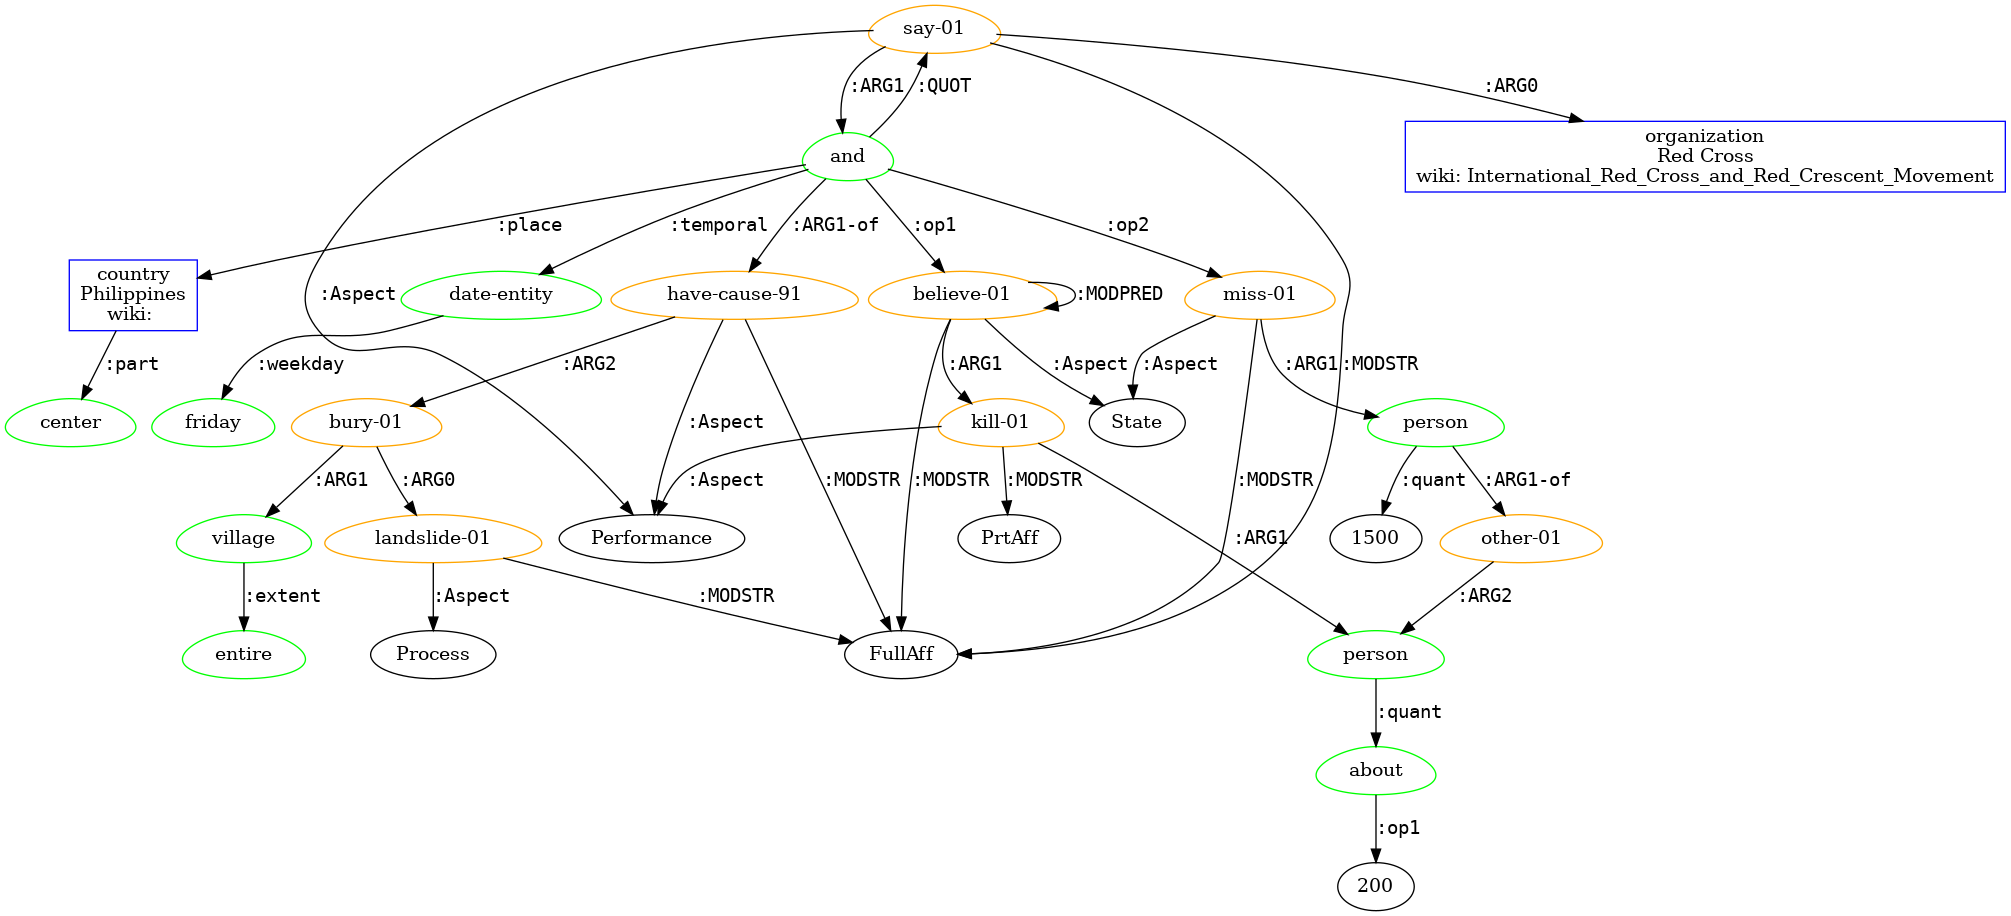 say-01
:ARG1
:QUOT
:ARG0
organization
Red Cross
wiki: International_Red_Cross_and_Red_Crescent_Movement
and
:place
:temporal
:ARG1-of
:op1
:op2
country
Philippines
wiki:
:Aspect
date-entity
have-cause-91
believe-01
:MODPRED
miss-01
:part
:weekday
:ARG2
:ARG1
:Aspect
:Aspect
:ARG1
:MODSTR
center
friday
bury-01
:Aspect
kill-01
State
person
:ARG1
:ARG0
:Aspect
:MODSTR
:MODSTR
:MODSTR
:MODSTR
:quant
:ARG1-of
village
landslide-01
Performance
PrtAff
:ARG1
1500
other-01
:extent
:Aspect
:MODSTR
:ARG2
entire
Process
FullAff
person
:quant
about
:op1
200